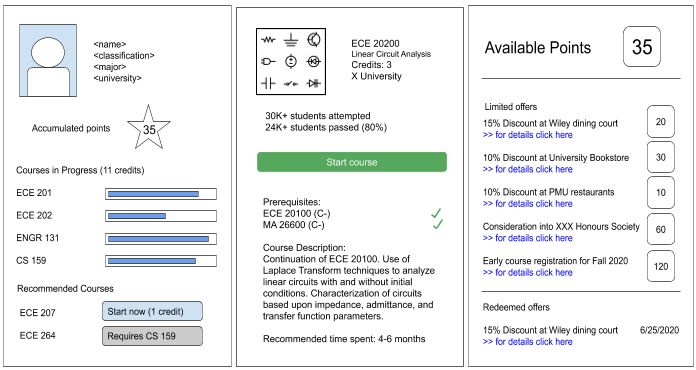 <name>
<classification>
<major>
<university>
Accumulated points
35
Courses in Progress (11 credits)
ECE 201
ECE 202
ENGR 131
CS 159
Recommended Courses
ECE 207
Start now (1 credit)
ECE 264
Requires CS 159
ECE 20200
Linear Circuit Analysis
Credits: 3
X University
30K+ students attempted
24K+ students passed (80%)
Start course
Prerequisites:
ECE 20100 (C-)
MA 26600 (C-)
Course Description:
Continuation of ECE 20100. Use of
Laplace Transform techniques to analyze
linear circuits with and without initial
conditions. Characterization of circuits
based upon impedance, admittance, and
transfer function parameters.
Recommended time spent: 4-6 months
Available Points
35
Limited offers
15% Discount at Wiley dining court
>> for details click here
20
10% Discount at University Bookstore
>> for details click here
30
10% Discount at PMU restaurants
>> for details click here
10
Consideration into XXX Honours Society
>> for details click here
60
Early course registration for Fall 2020
>> for details click here
120
Redeemed offers
15% Discount at Wiley dining court
6/25/2020
>> for details click here